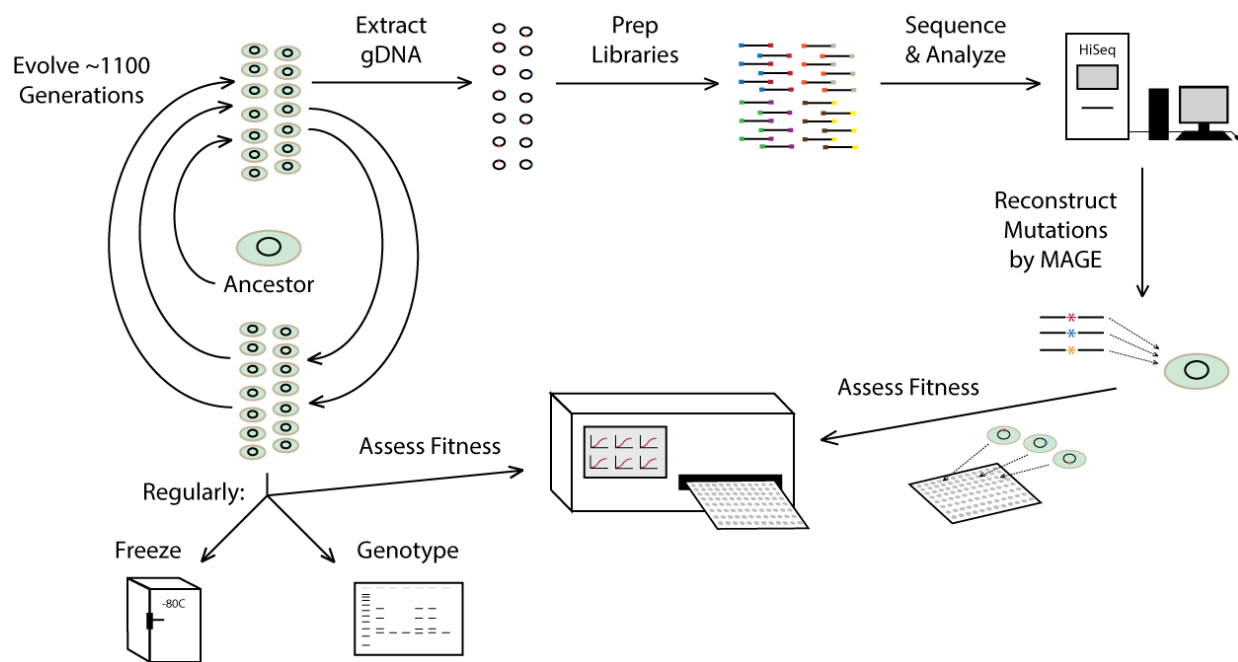 Evolve ~1100
Generations
Extract
gDNA
Prep
Libraries
Sequence
& Analyze
HiSeq
Ancestor
Reconstruct
Mutations
by MAGE
Assess Fitness
Assess Fitness
Regularly:
Freeze
Genotype
-80C